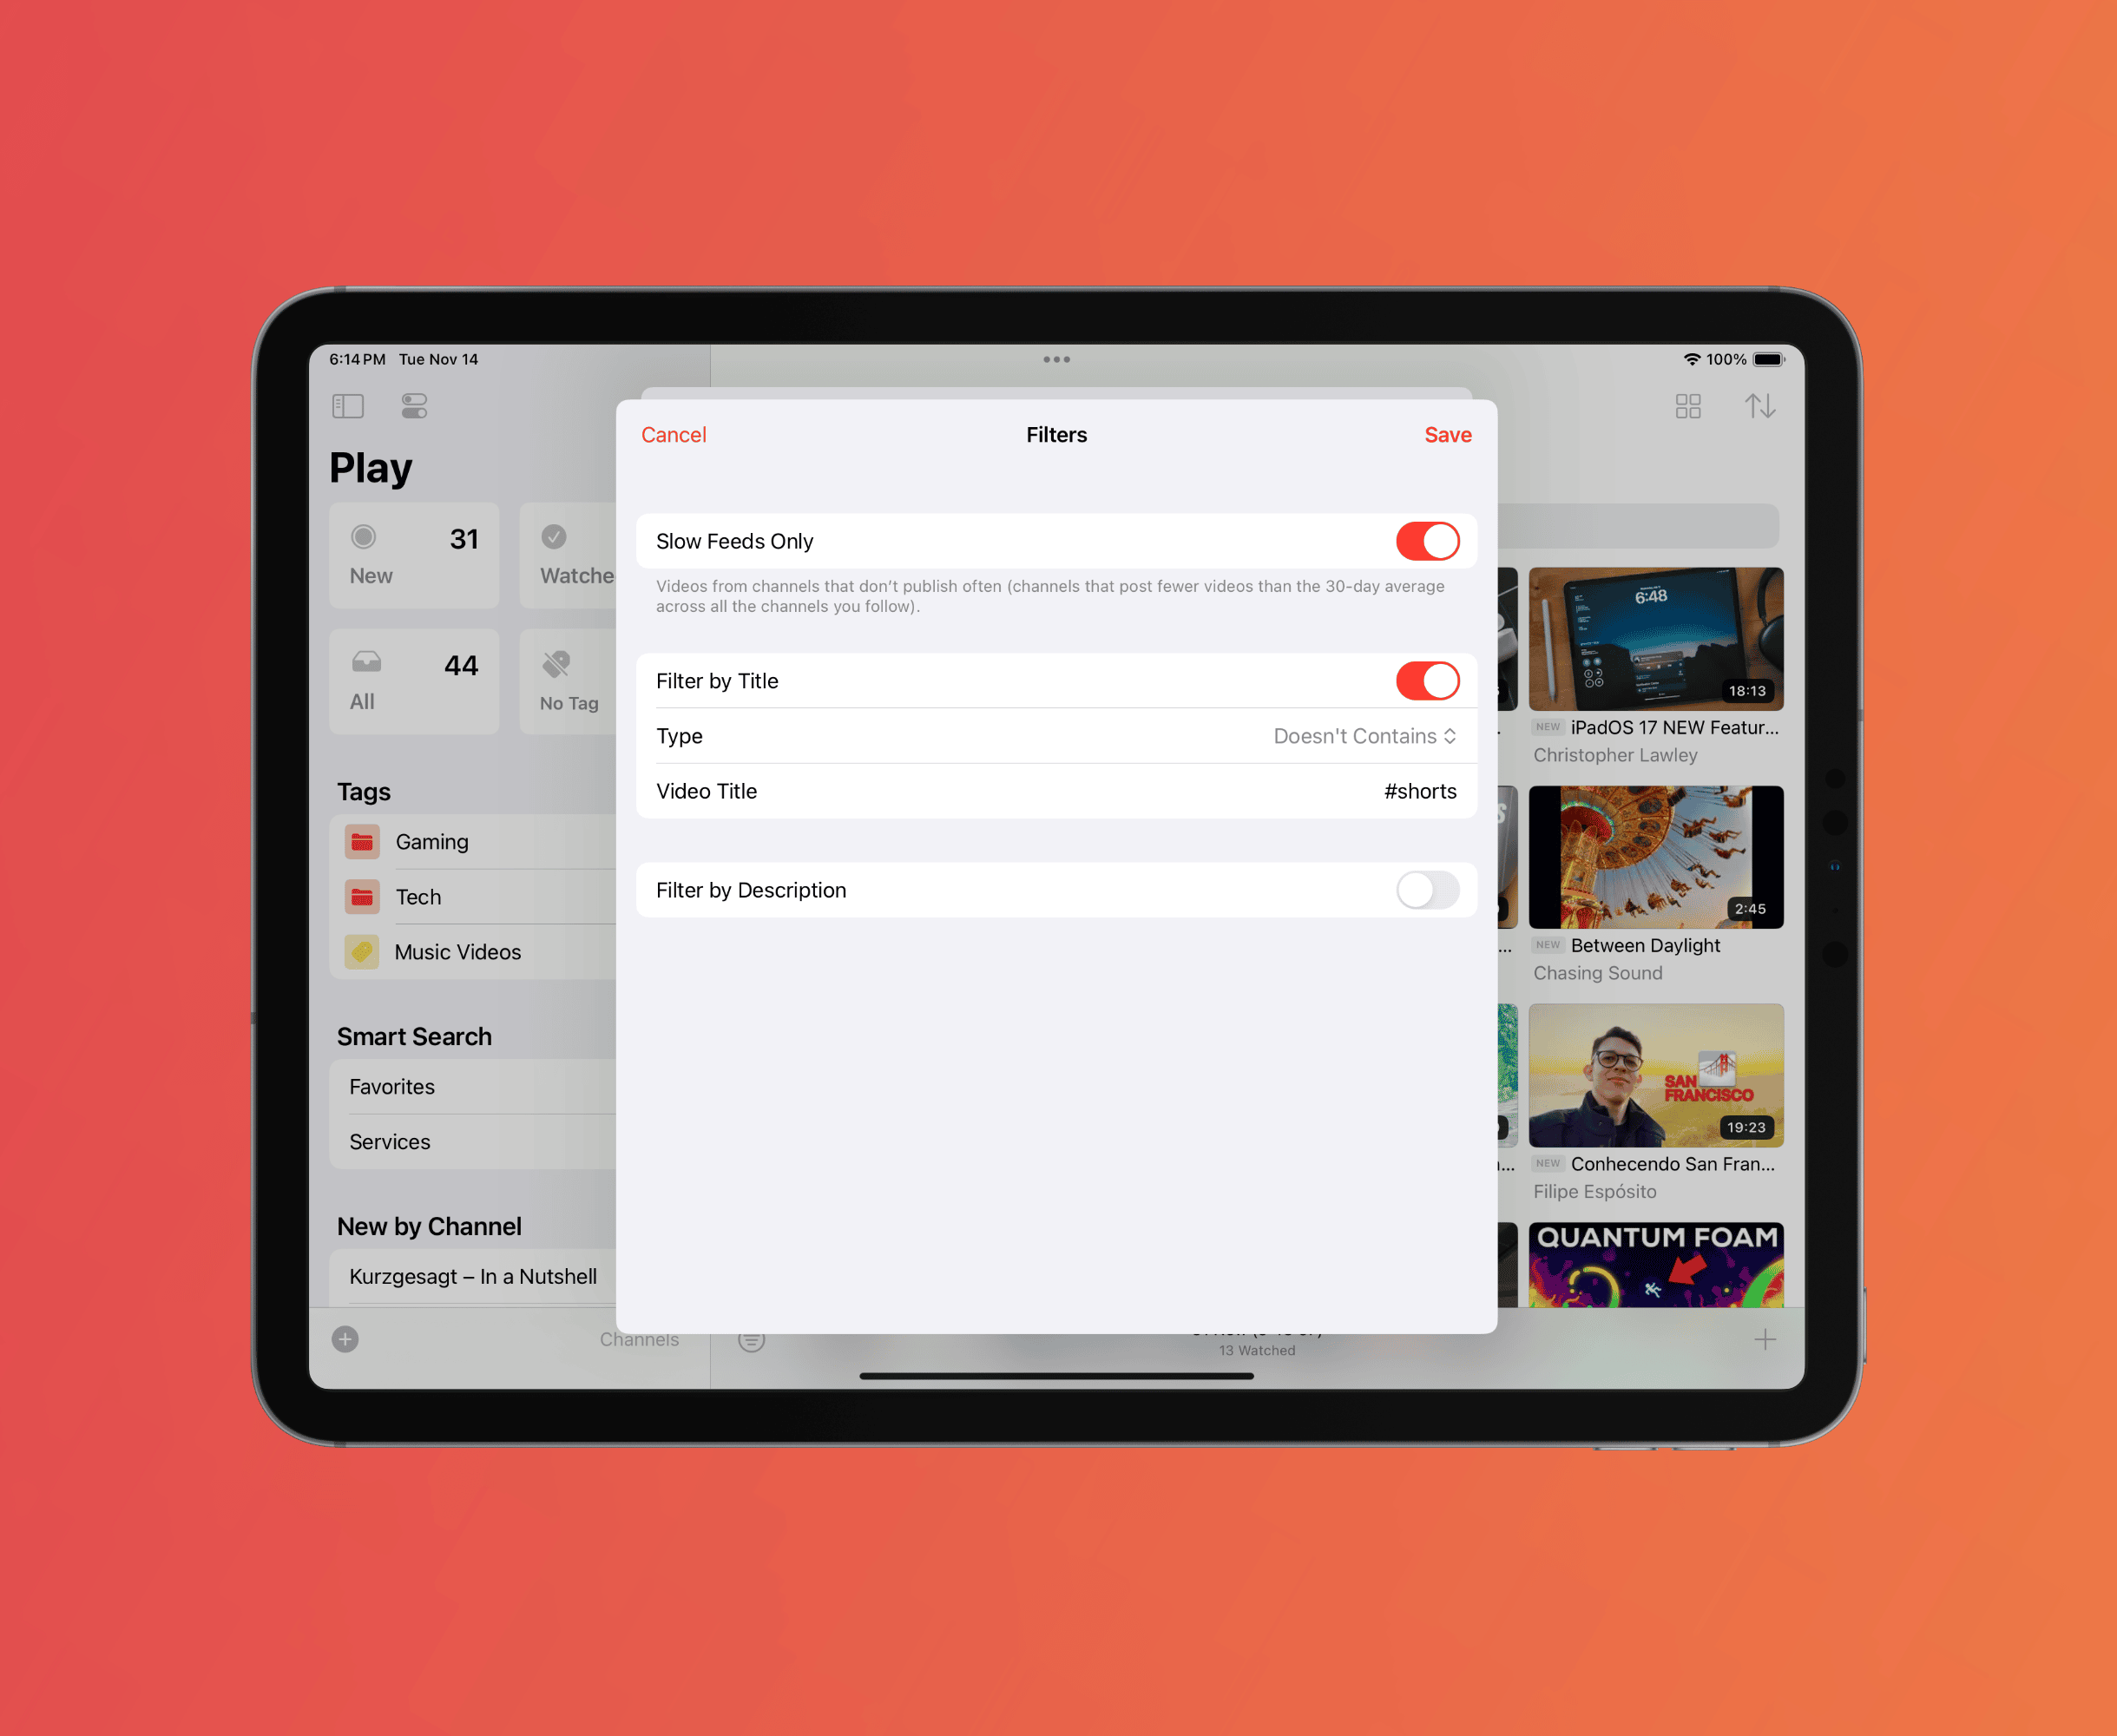 6:14 PM Tue Nov 14
100%
Play
31
New
Watche
44
All
No Tag
Tags
Gaming
Tech
Music Videos
Smart Search
Favorites
Services
New by Channel
Kurzgesagt – In a Nutshell
Channels
Cancel
Filters
Save
Slow Feeds Only
Videos from channels that don't publish often (channels that post fewer videos than the 30-day average
across all the channels you follow).
Filter by Title
Type
Doesn't Contains
Video Title
#shorts
Filter by Description
6:48
18:13
NEW iPadOS 17 NEW Featur...
Christopher Lawley
2:45
NEW Between Daylight
Chasing Sound
SAN
FRANCISCO
19:23
NEW Conhecendo San Fran...
Filipe Espósito
QUANTUM FOAM
13 Watched